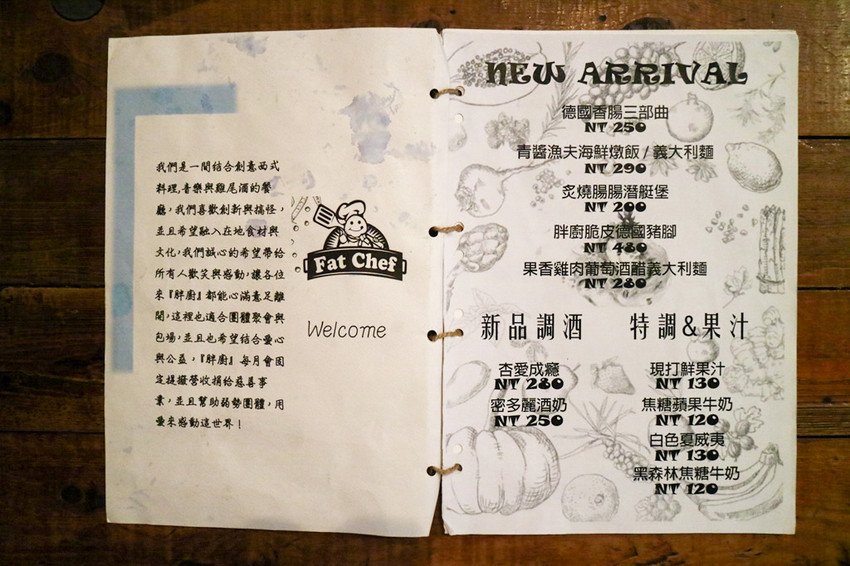 我們是一間結合創意西式
料理,音樂與雞尾酒的餐
廳，我們喜歡創新與搞怪，
並且希望融入在地食材與
文化,我們誠心的希望帶給
所有人歡笑與感動,讓各位
來『胖廚』都能心滿意足離
開,這裡也適合團體聚會與
包場,並且也希望結合愛心
與公益，『胖廚』每月會固
定提撥營收捐給慈善事
業，並且幫助弱勢團體，用
愛來感動這世界！
Fat Chef
Welcome
NEW ARRIVAL
德國香腸三部曲
NT 250
青醬漁夫海鮮燉飯/義大利麵
NT 290
炙燒腸腸潛艇堡
NT 200
胖廚脆皮德國豬腳
NT 480
果香雞肉葡萄酒醋義大利麵
NT 280
新品調酒
杏愛成癮
NT 280
密多麗酒奶
NT 250
特調&果汁
現打鮮果汁
NT 130
焦糖蘋果牛奶
NT 120
白色夏威夷
NT 130
黑森林焦糖牛奶
NT 120